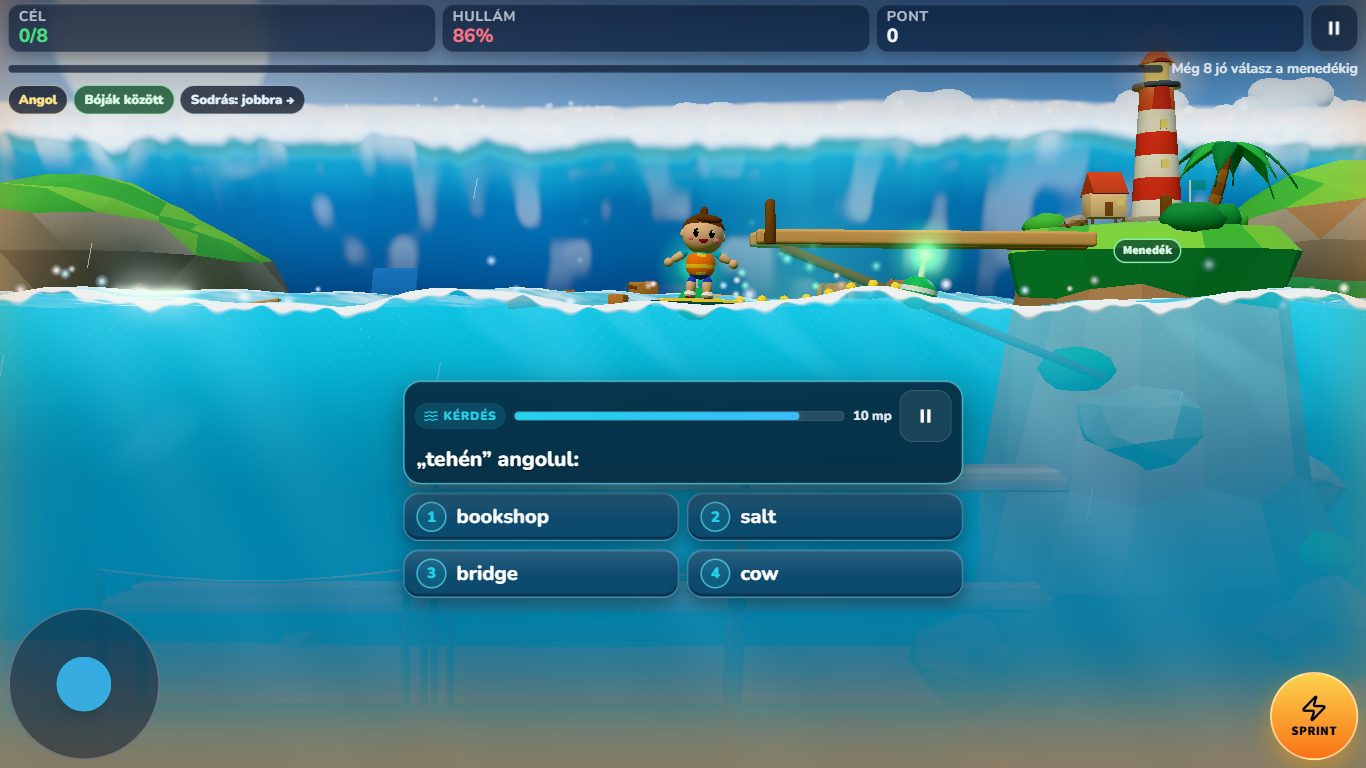 CÉL
0/8
HULLÁM
86%
PONT
0
Még 8 jó válasz a menedékig
Angol
Bóják között
Sodrás: jobbra →
Menedék
KÉRDÉS
10 mp
„tehén” angolul:
1 bookshop
2 salt
3 bridge
4 cow
SPRINT